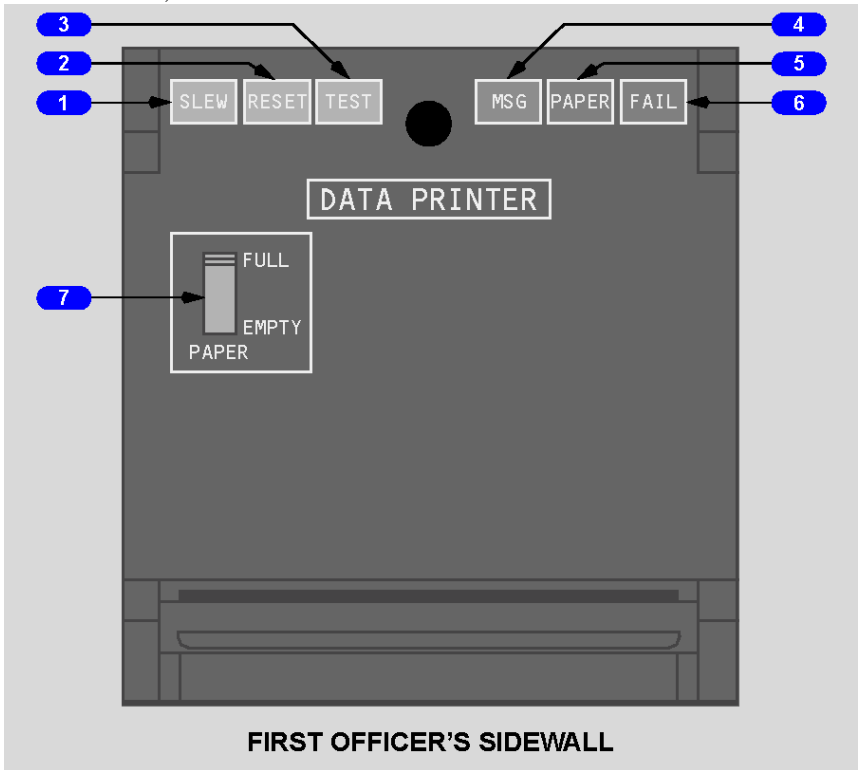 3
4
2
5
1
SLEW RESET TEST
MSG PAPER FAIL
6
DATA PRINTER
FULL
7
EMPTY
PAPER
FIRST OFFICER'S SIDEWALL